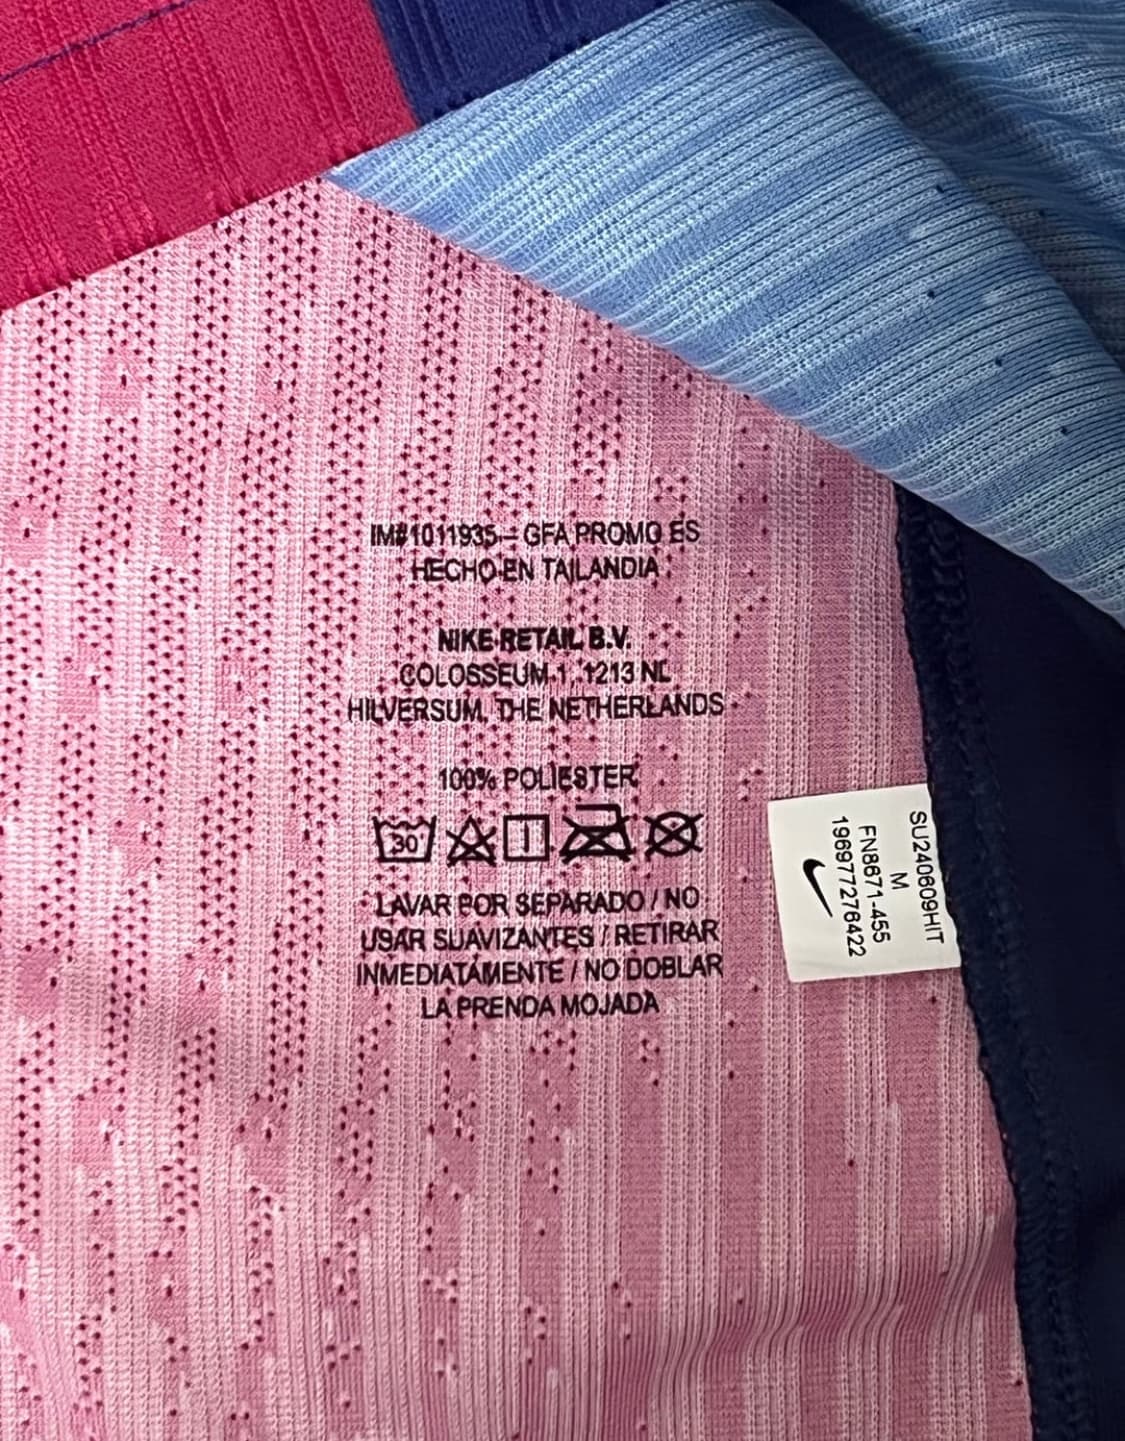 IM#1011935 – GFA PROMO ES
HECHO EN TAILANDIA
NIKE RETAIL B.V.
COLOSSEUM 1, 1213 NL
HILVERSUM, THE NETHERLANDS
100% POLIESTER
30
LAVAR POR SEPARADO / NO
USAR SUAVIZANTES / RETIRAR
INMEDIATAMENTE / NO DOBLAR
LA PRENDA MOJADA
SU240609HIT
M
FN8671-455
196977276422